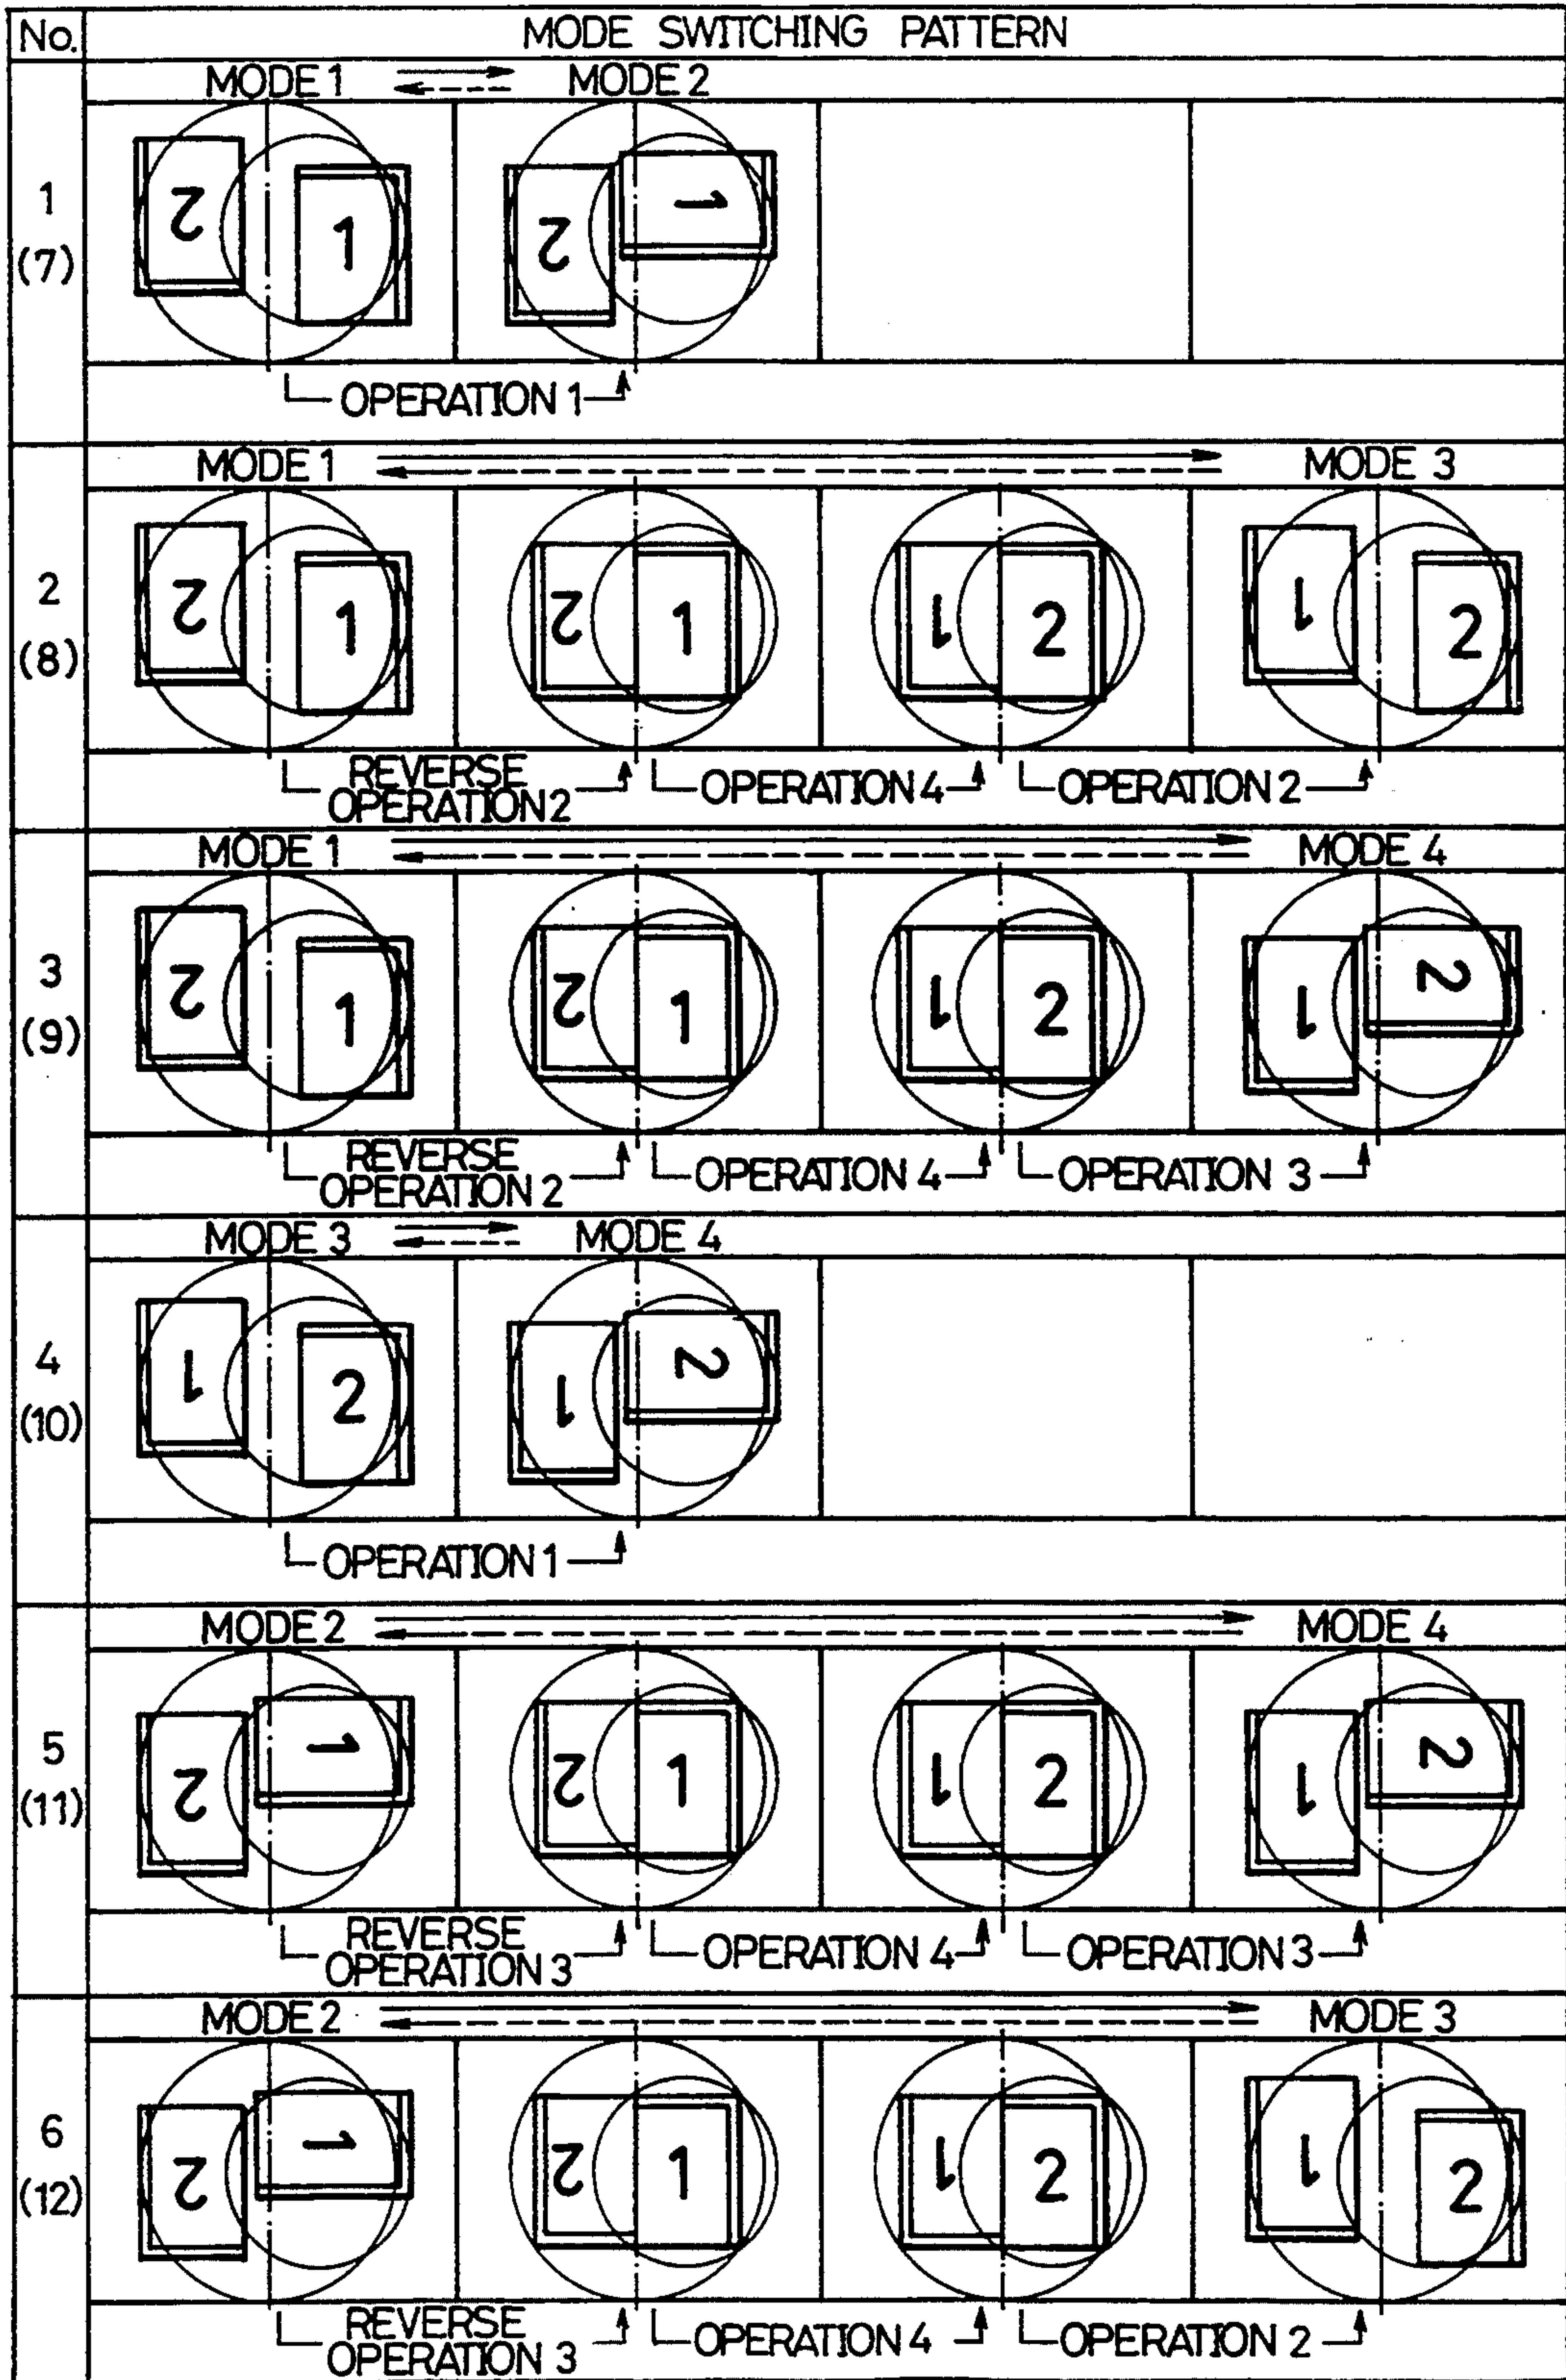 No. MODE SWITCHING PATTERN
MODE 1 MODE 2
1
(7)
2 1 2 1
OPERATION 1
MODE 1 MODE 3
2
(8)
2 1 2 1 1 2 1 2
REVERSE
OPERATION 2 OPERATION 4 OPERATION 2
MODE 1 MODE 4
3
(9)
2 1 2 1 1 2 1 2
REVERSE
OPERATION 2 OPERATION 4 OPERATION 3
MODE 3 MODE 4
4
(10)
1 2 1 2
OPERATION 1
MODE 2 MODE 4
5
(11)
2 1 2 1 1 2 1 2
REVERSE
OPERATION 3 OPERATION 4 OPERATION 3
MODE 2 MODE 3
6
(12)
2 1 2 1 1 2 1 2
REVERSE
OPERATION 3 OPERATION 4 OPERATION 2